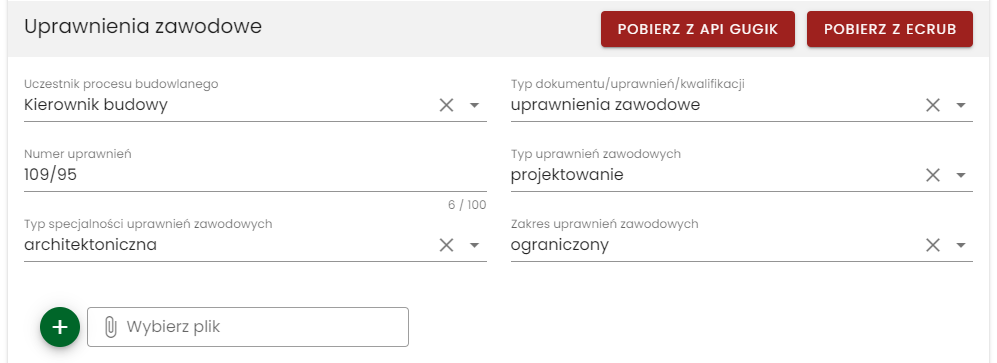 Uprawnienia zawodowe
POBIERZ Z API GUGIK
POBIERZ Z ECRUB
Uczestnik procesu budowlanego
Kierownik budowy
Typ dokumentu/uprawnień/kwalifikacji
uprawnienia zawodowe
Numer uprawnień
109/95
6 / 100
Typ uprawnień zawodowych
projektowanie
Typ specjalności uprawnień zawodowych
architektoniczna
Zakres uprawnień zawodowych
ograniczony
Wybierz plik